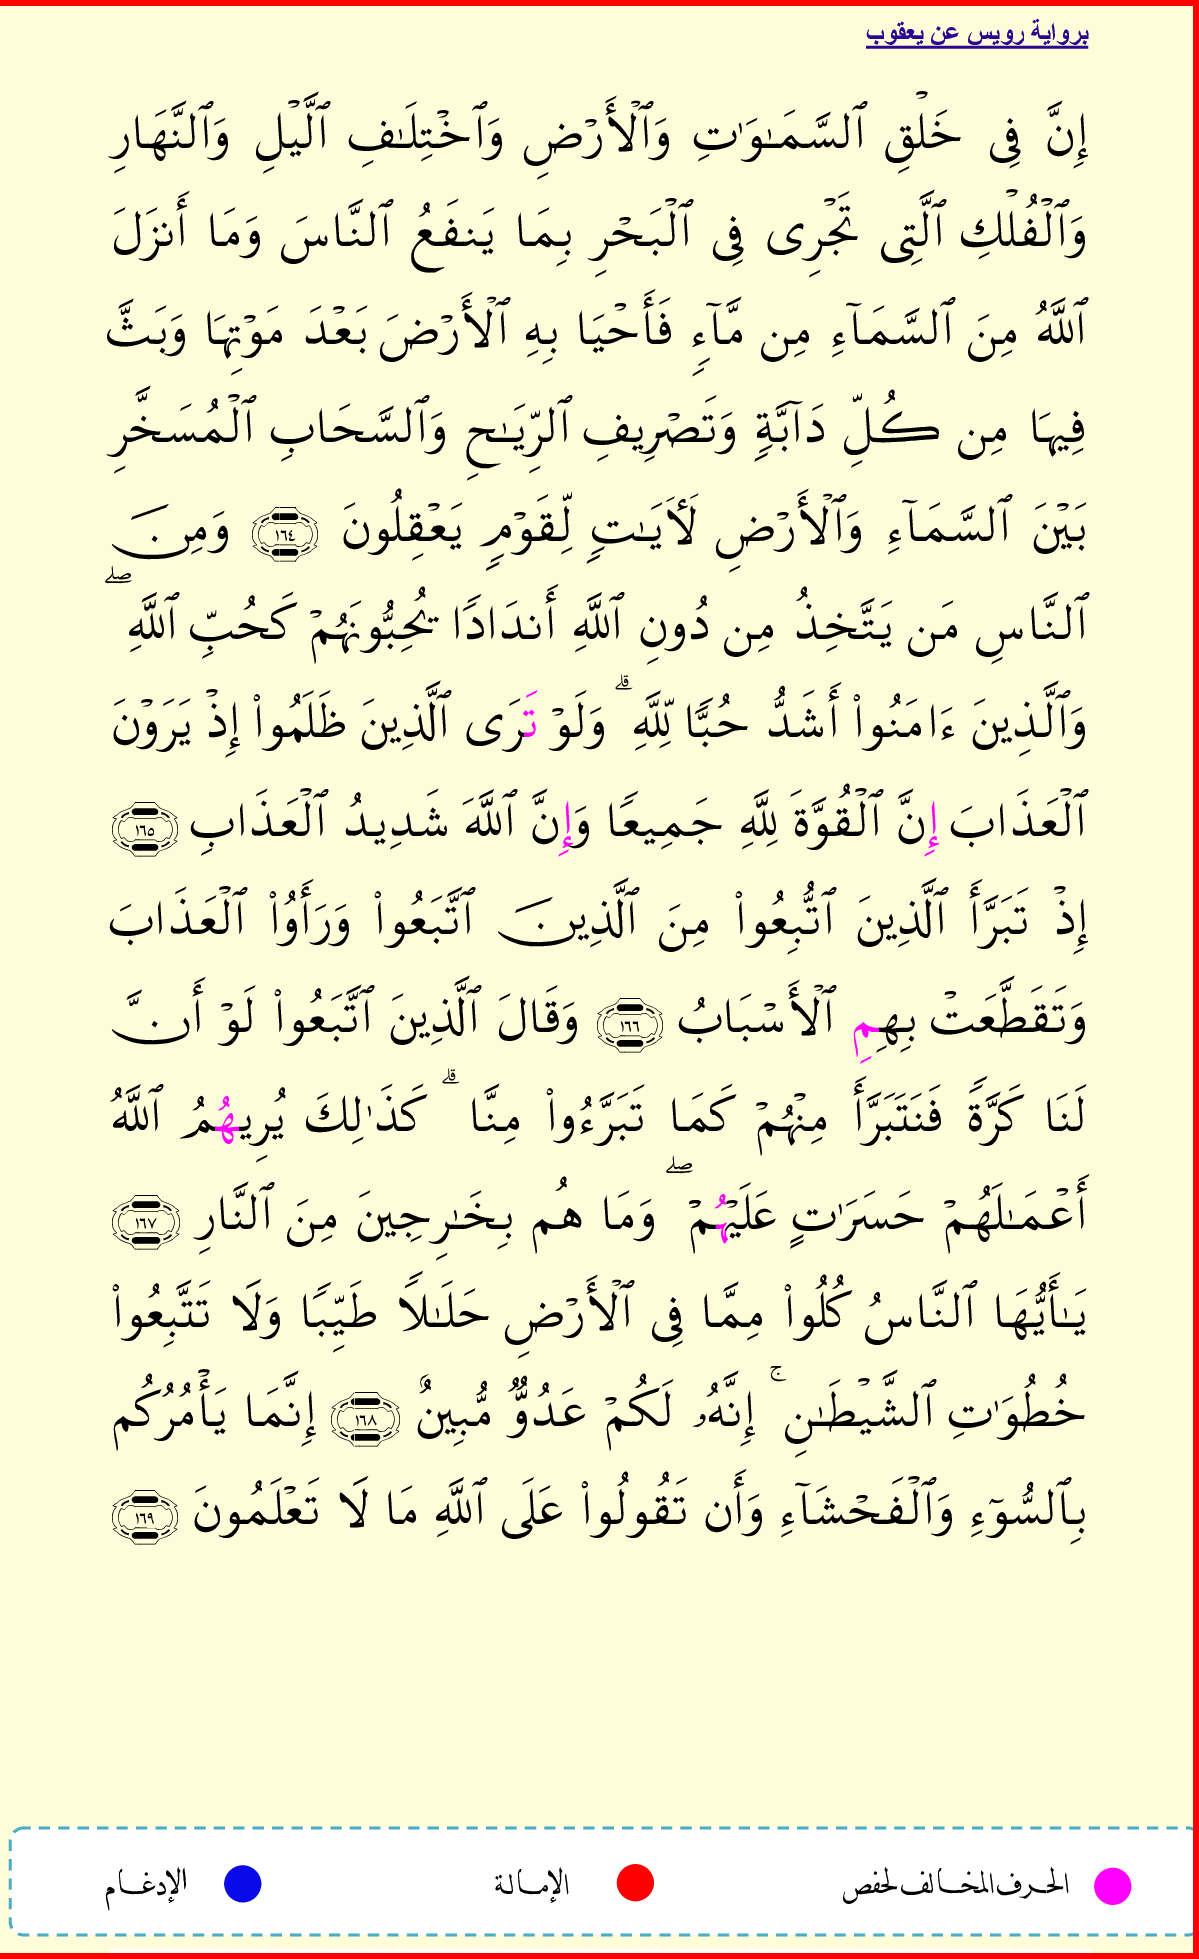 برواية رويس عن يعقوب
إِنَّ فِى خَلْقِ ٱلسَّمَـٰوَٰتِ وَٱلْأَرْضِ وَٱخْتِلَـٰفِ ٱلَّيْلِ وَٱلنَّهَارِ
وَٱلْفُلْكِ ٱلَّتِى تَجْرِى فِى ٱلْبَحْرِ بِمَا يَنفَعُ ٱلنَّاسَ وَمَا أَنزَلَ
ٱللَّهُ مِنَ ٱلسَّمَآءِ مِن مَّآءٍ فَأَحْيَا بِهِ ٱلْأَرْضَ بَعْدَ مَوْتِهَا وَبَثَّ
فِيهَا مِن كُلِّ دَآبَّةٍ وَتَصْرِيفِ ٱلرِّيَـٰحِ وَٱلسَّحَابِ ٱلْمُسَخَّرِ
بَيْنَ ٱلسَّمَآءِ وَٱلْأَرْضِ لَـَٔايَـٰتٍ لِّقَوْمٍ يَعْقِلُونَ ١٦٤ وَمِنَ
ٱلنَّاسِ مَن يَتَّخِذُ مِن دُونِ ٱللَّهِ أَندَادًا يُحِبُّونَهُمْ كَحُبِّ ٱللَّهِ ۖ
وَٱلَّذِينَ ءَامَنُوا۟ أَشَدُّ حُبًّا لِّلَّهِ ۗ وَلَوْ تَرَى ٱلَّذِينَ ظَلَمُوا۟ إِذْ يَرَوْنَ
ٱلْعَذَابَ إِنَّ ٱلْقُوَّةَ لِلَّهِ جَمِيعًا وَإِنَّ ٱللَّهَ شَدِيدُ ٱلْعَذَابِ ١٦٥
إِذْ تَبَرَّأَ ٱلَّذِينَ ٱتُّبِعُوا۟ مِنَ ٱلَّذِينَ ٱتَّبَعُوا۟ وَرَأَوُا۟ ٱلْعَذَابَ
وَتَقَطَّعَتْ بِهِمِ ٱلْأَسْبَابُ ١٦٦ وَقَالَ ٱلَّذِينَ ٱتَّبَعُوا۟ لَوْ أَنَّ
لَنَا كَرَّةً فَنَتَبَرَّأَ مِنْهُمْ كَمَا تَبَرَّءُوا۟ مِنَّا ۗ كَذَٰلِكَ يُرِيهُمُ ٱللَّهُ
أَعْمَـٰلَهُمْ حَسَرَٰتٍ عَلَيْهُمْ ۖ وَمَا هُم بِخَـٰرِجِينَ مِنَ ٱلنَّارِ ١٦٧
يَـٰأَيُّهَا ٱلنَّاسُ كُلُوا۟ مِمَّا فِى ٱلْأَرْضِ حَلَـٰلًا طَيِّبًا وَلَا تَتَّبِعُوا۟
خُطُوَٰتِ ٱلشَّيْطَـٰنِ ۚ إِنَّهُۥ لَكُمْ عَدُوٌّ مُّبِينٌ ١٦٨ إِنَّمَا يَأْمُرُكُم
بِٱلسُّوٓءِ وَٱلْفَحْشَآءِ وَأَن تَقُولُوا۟ عَلَى ٱللَّهِ مَا لَا تَعْلَمُونَ ١٦٩
الحرف المخالف لحفص الإمالة الإدغام